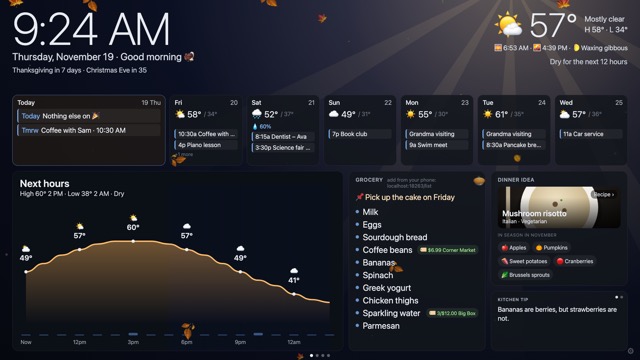 9:24 AM
Thursday, November 19 · Good morning
Thanksgiving in 7 days · Christmas Eve in 35
57°
Mostly clear
H 58° · L 34°
6:53 AM · 4:39 PM · Waxing gibbous
Dry for the next 12 hours
Today 19 Thu
Today Nothing else on
Tmrw Coffee with Sam · 10:30 AM
Fri 20
58° / 34°
10:30a Coffee with ...
4p Piano lesson
Sat 21
52° / 37°
60%
8:15a Dentist – Ava
3:30p Science fair ...
Sun 22
49° / 31°
7p Book club
Mon 23
55° / 30°
Grandma visiting
9a Swim meet
Tue 24
61° / 35°
Grandma visiting
8:30a Pancake bre...
Wed 25
57° / 36°
11a Car service
Next hours
High 60° 2 PM · Low 38° 2 AM · Dry
49°
57°
60°
57°
49°
41°
Now 12pm 3pm 6pm 9pm 12am
GROCERY
add from your phone:
Pick up the cake on Friday
Milk
Eggs
Sourdough bread
Coffee beans $6.99 Corner Market
Bananas
Spinach
Greek yogurt
Chicken thighs
Sparkling water 3/$12.00 Big Box
Parmesan
DINNER IDEA
Recipe ›
Mushroom risotto
Italian · Vegetarian
IN SEASON IN NOVEMBER
Apples Pumpkins
Sweet potatoes Cranberries
Brussels sprouts
KITCHEN TIP
Bananas are berries, but strawberries are
not.